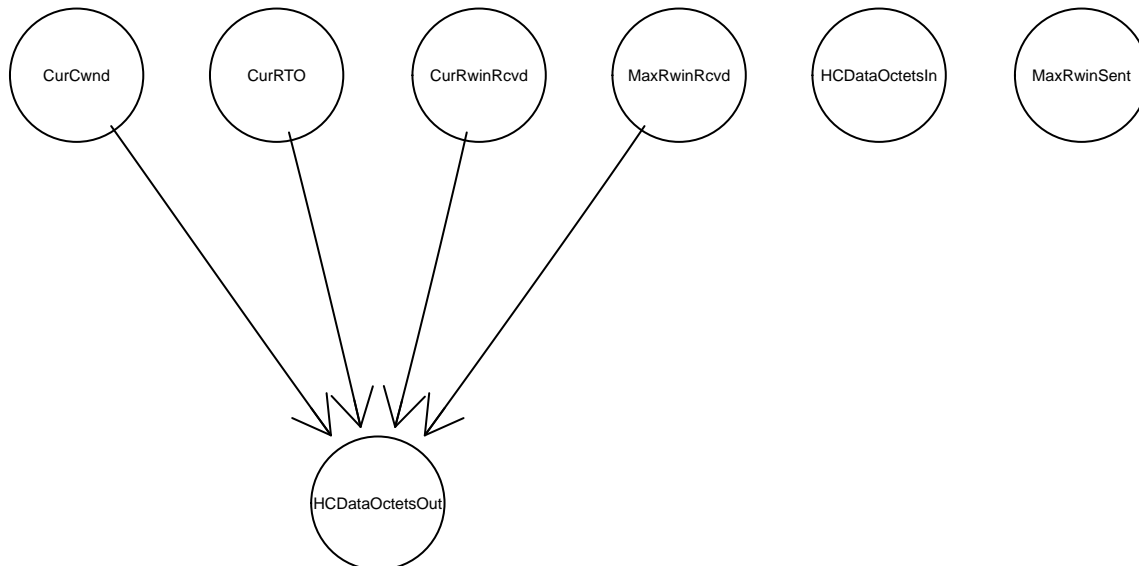 CurCwnd
CurRTO
CurRwinRcvd
MaxRwinRcvd
HCDataOctetsIn
MaxRwinSent
HCDataOctetsOut